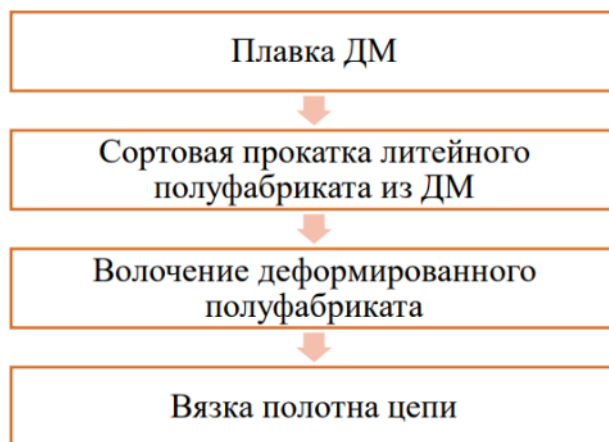 Плавка ДМ
Сортовая прокатка литейного
полуфабриката из ДМ
Волочение деформированного
полуфабриката
Вязка полотна цепи